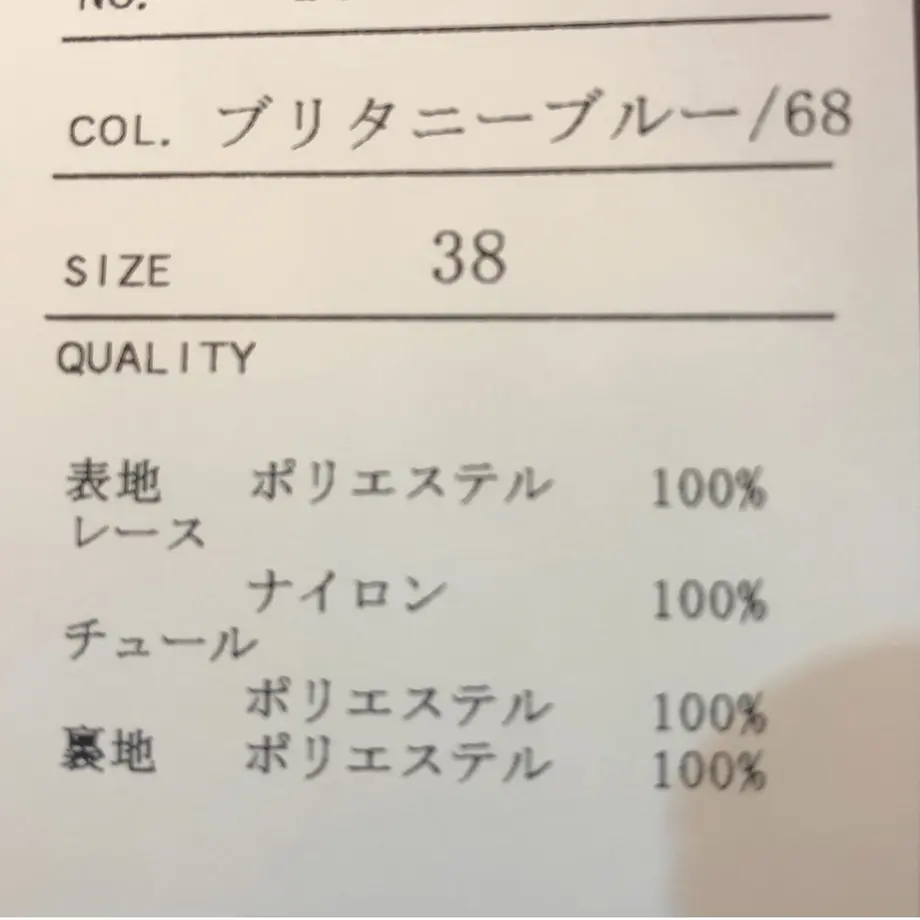 NO.
COL. ブリタニーブルー/68
SIZE 38
QUALITY
表地 ポリエステル 100%
レース
ナイロン 100%
チュール
ポリエステル 100%
裏地 ポリエステル 100%